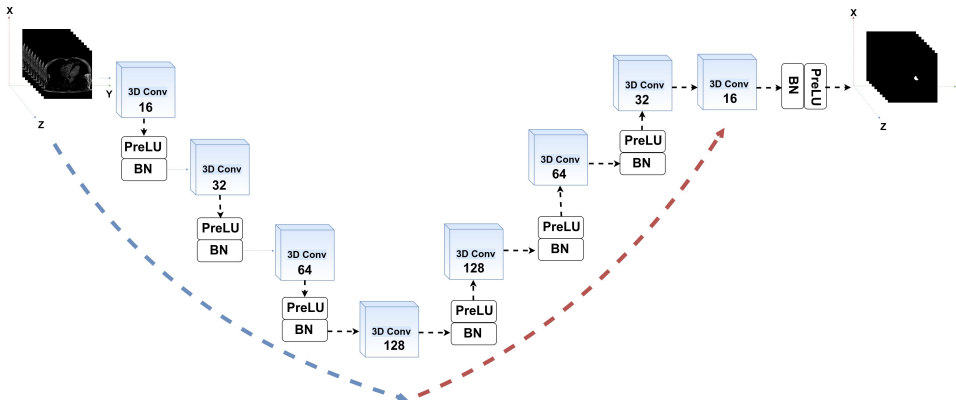 X
Y
Z
3D Conv
16
PreLU
BN
3D Conv
32
PreLU
BN
3D Conv
64
PreLU
BN
3D Conv
128
PreLU
BN
3D Conv
128
PreLU
BN
3D Conv
64
PreLU
BN
3D Conv
32
3D Conv
16
BN
PreLU
X
Z